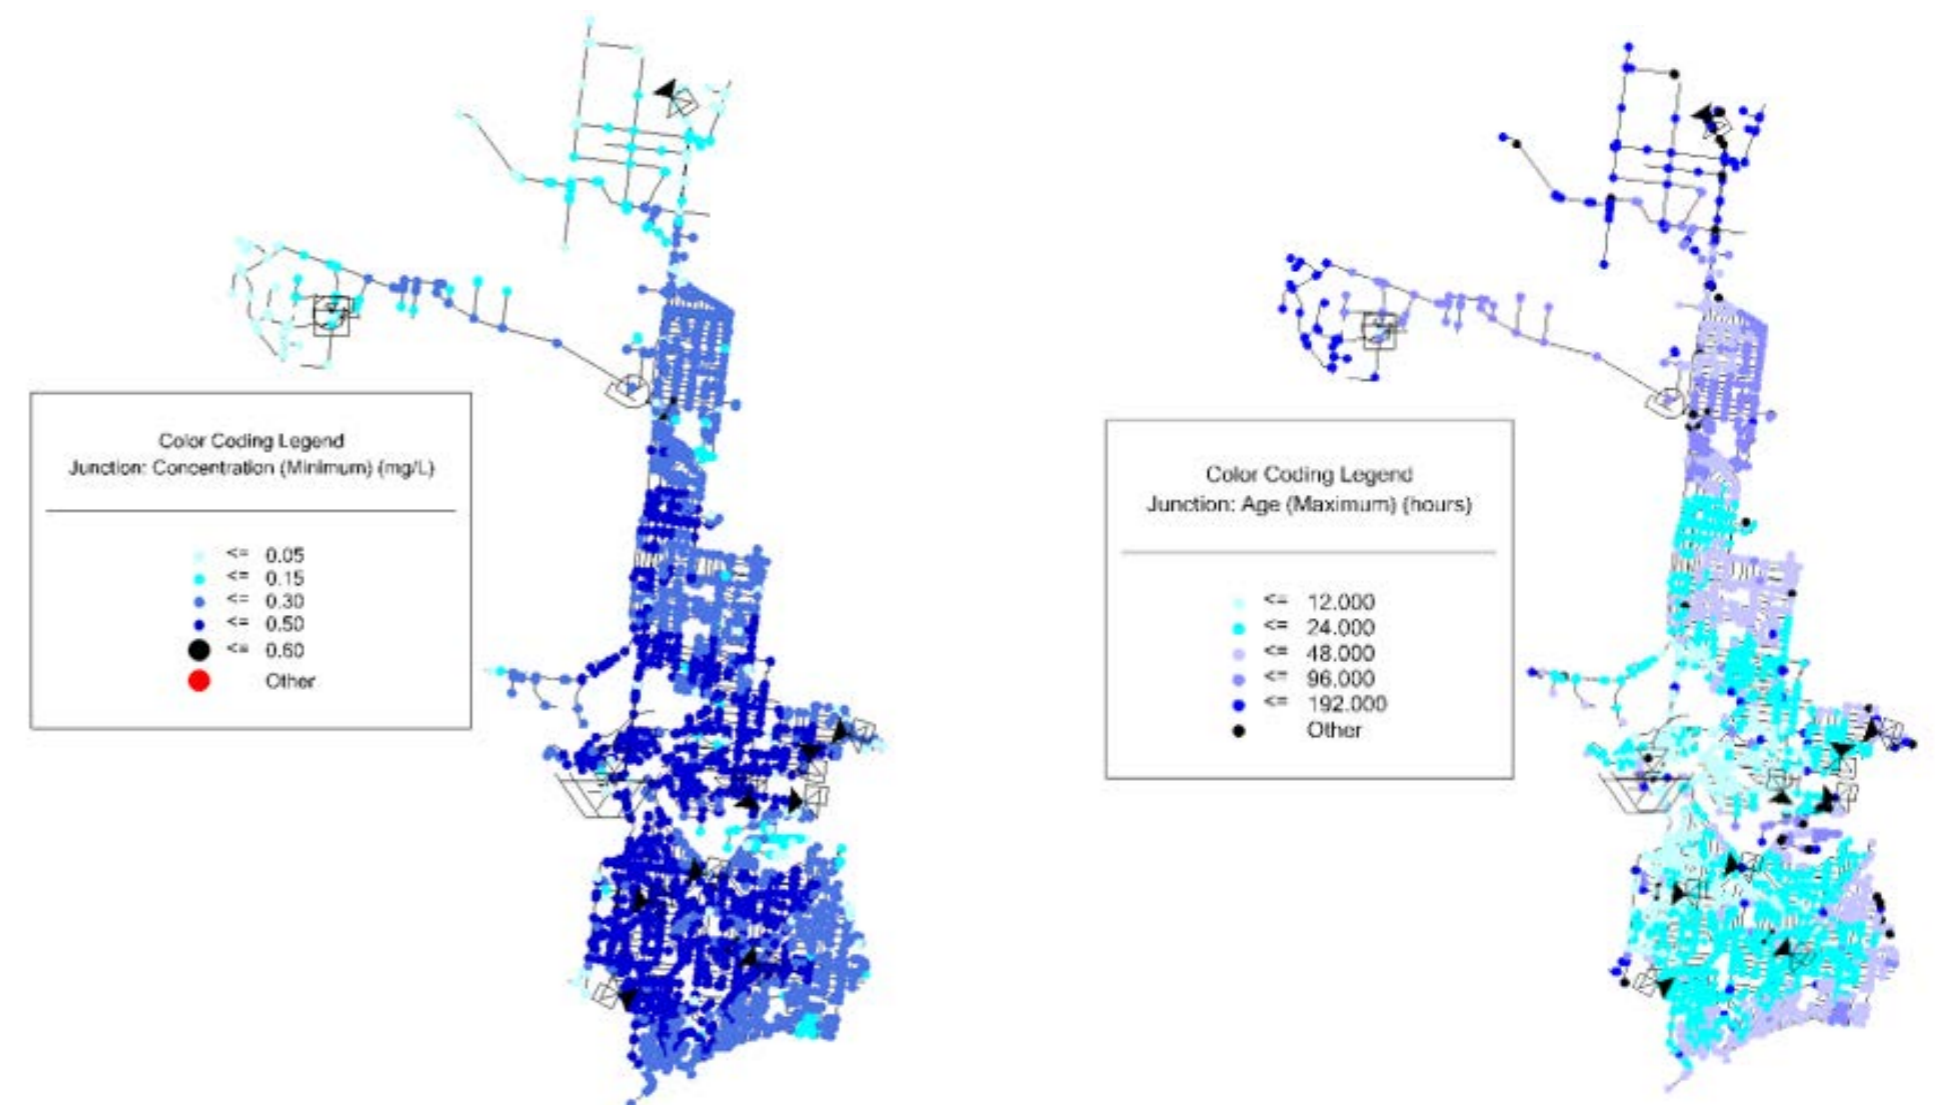 Color Coding Legend
Junction: Concentration (Minimum) (mg/L)
<= 0.05
<= 0.15
<= 0.30
<= 0.50
<= 0.60
Other
Color Coding Legend
Junction: Age (Maximum) (hours)
<= 12.000
<= 24.000
<= 48.000
<= 96.000
<= 192.000
Other